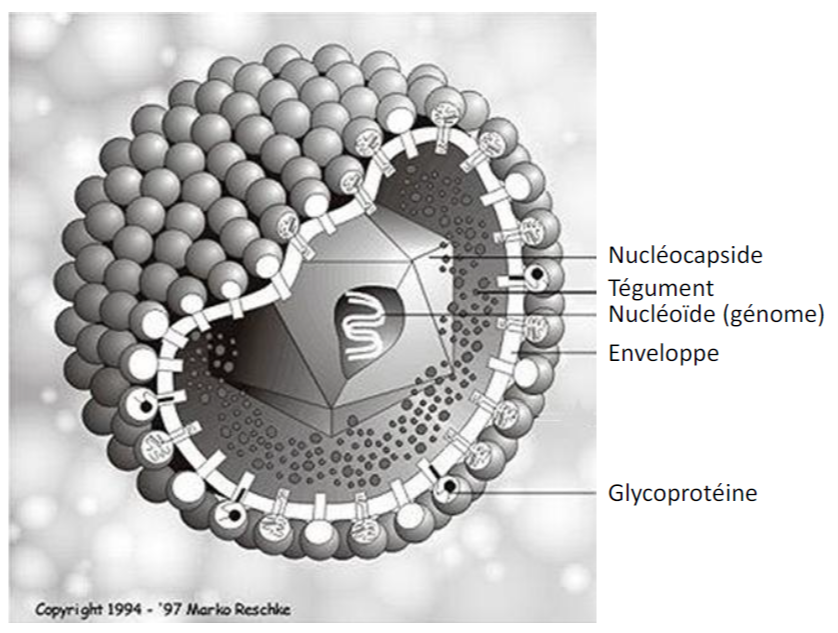 Nucléocapside
Tégument
Nucléoïde (génome)
Enveloppe
Glycoprotéine
Copyright 1994 - '97 Marko Reschke